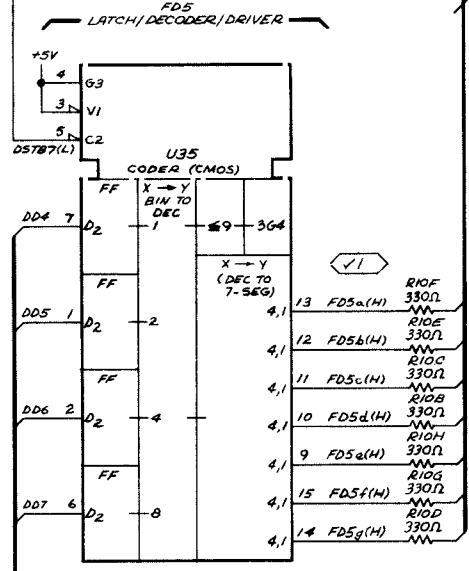 FD5
LATCH/DECODER/DRIVER
+5V
4 G3
3 V1
5 C2
DSTB7(L)
U35
CODER (CMOS)
FF X → Y
BIN TO
DEC
DD4 7 D2 1 ≤9 3G4
X → Y
(DEC TO
7-SEG)
√1
FF
DD5 1 D2 2
FF
DD6 2 D2 4
FF
DD7 6 D2 8
R10F
4,1 13 FD5a(H) 330Ω
R10E
4,1 12 FD5b(H) 330Ω
R10C
4,1 11 FD5c(H) 330Ω
R10B
4,1 10 FD5d(H) 330Ω
R10H
4,1 9 FD5e(H) 330Ω
R10G
4,1 15 FD5f(H) 330Ω
R10D
4,1 14 FD5g(H) 330Ω